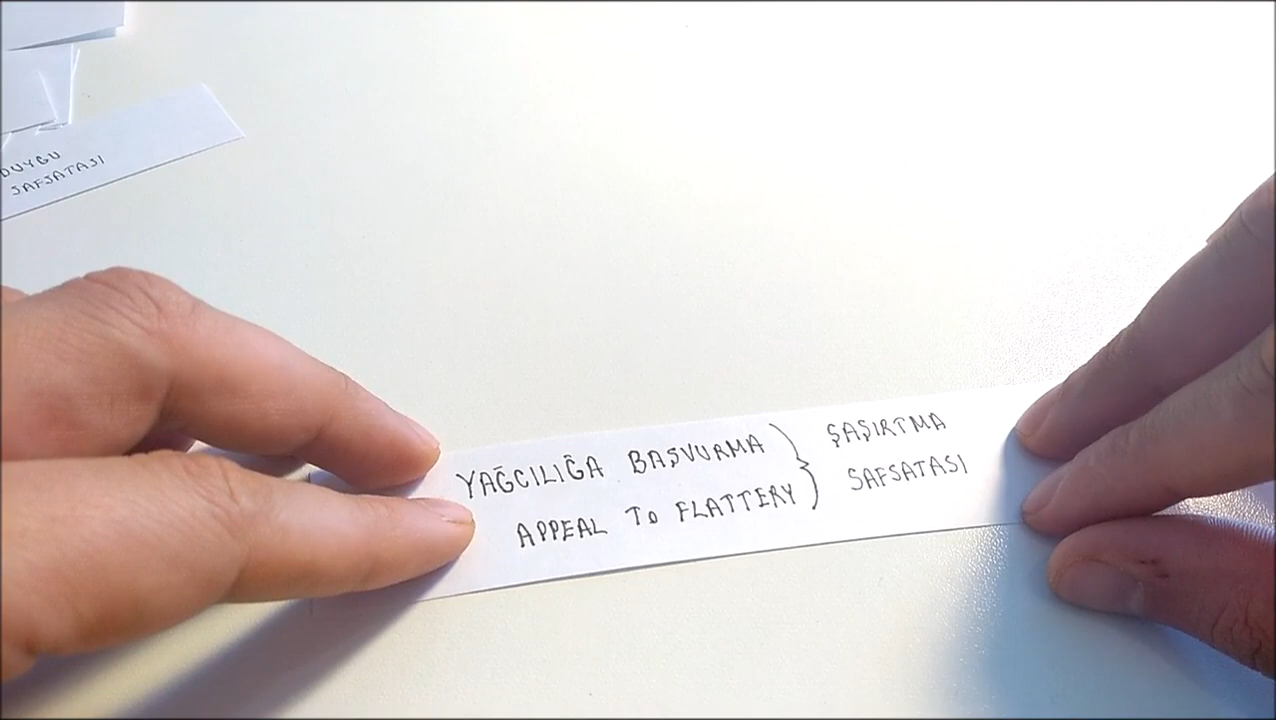 DUYGU
SAFSATASI
YAĞCILIĞA BAŞVURMA
APPEAL TO FLATTERY
ŞAŞIRTMA
SAFSATASI